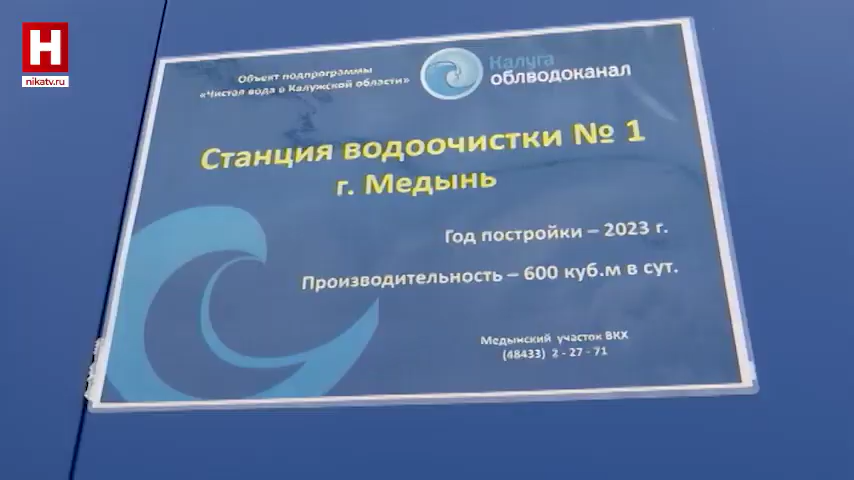 Н
nikatv.ru
Объект подпрограммы
«Чистая вода в Калужской области»
Калуга
облводоканал
Станция водоочистки № 1
г. Медынь
Год постройки – 2023 г.
Производительность – 600 куб.м в сут.
Медынский участок ВКХ
(48433) 2 - 27 - 71